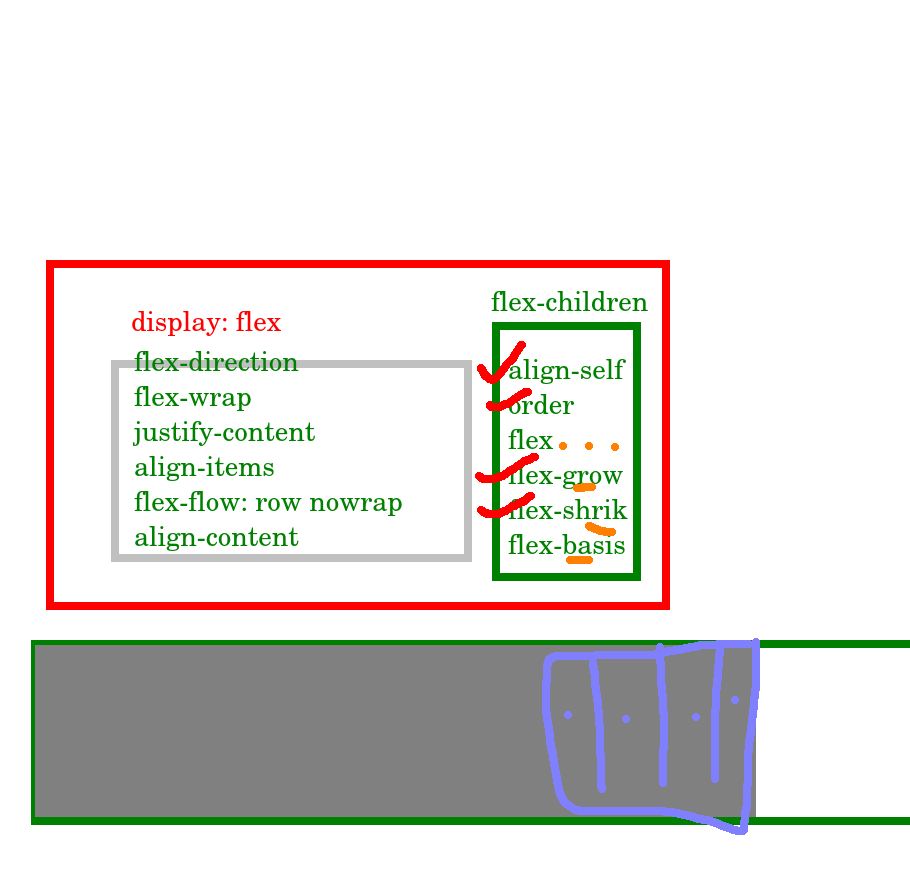 display: flex
flex-direction
flex-wrap
justify-content
align-items
flex-flow: row nowrap
align-content
flex-children
align-self
order
flex
flex-grow
flex-shrik
flex-basis